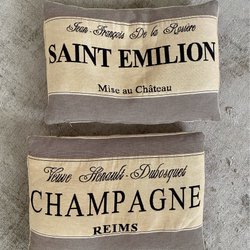 Jean-François De la Rosière
SAINT EMILION
Mise au Château
Veuve Hénault-Dubosquet
CHAMPAGNE
REIMS